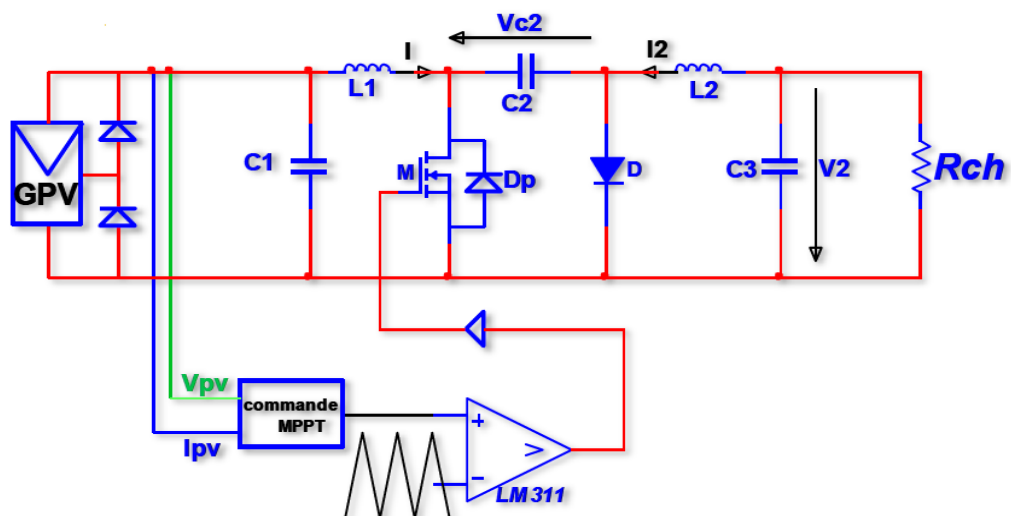 Vc2
I
I2
L1
C2
L2
GPV
C1
M
Dp
D
C3
V2
Rch
Vpv
commande
MPPT
Ipv
+
>
−
LM311